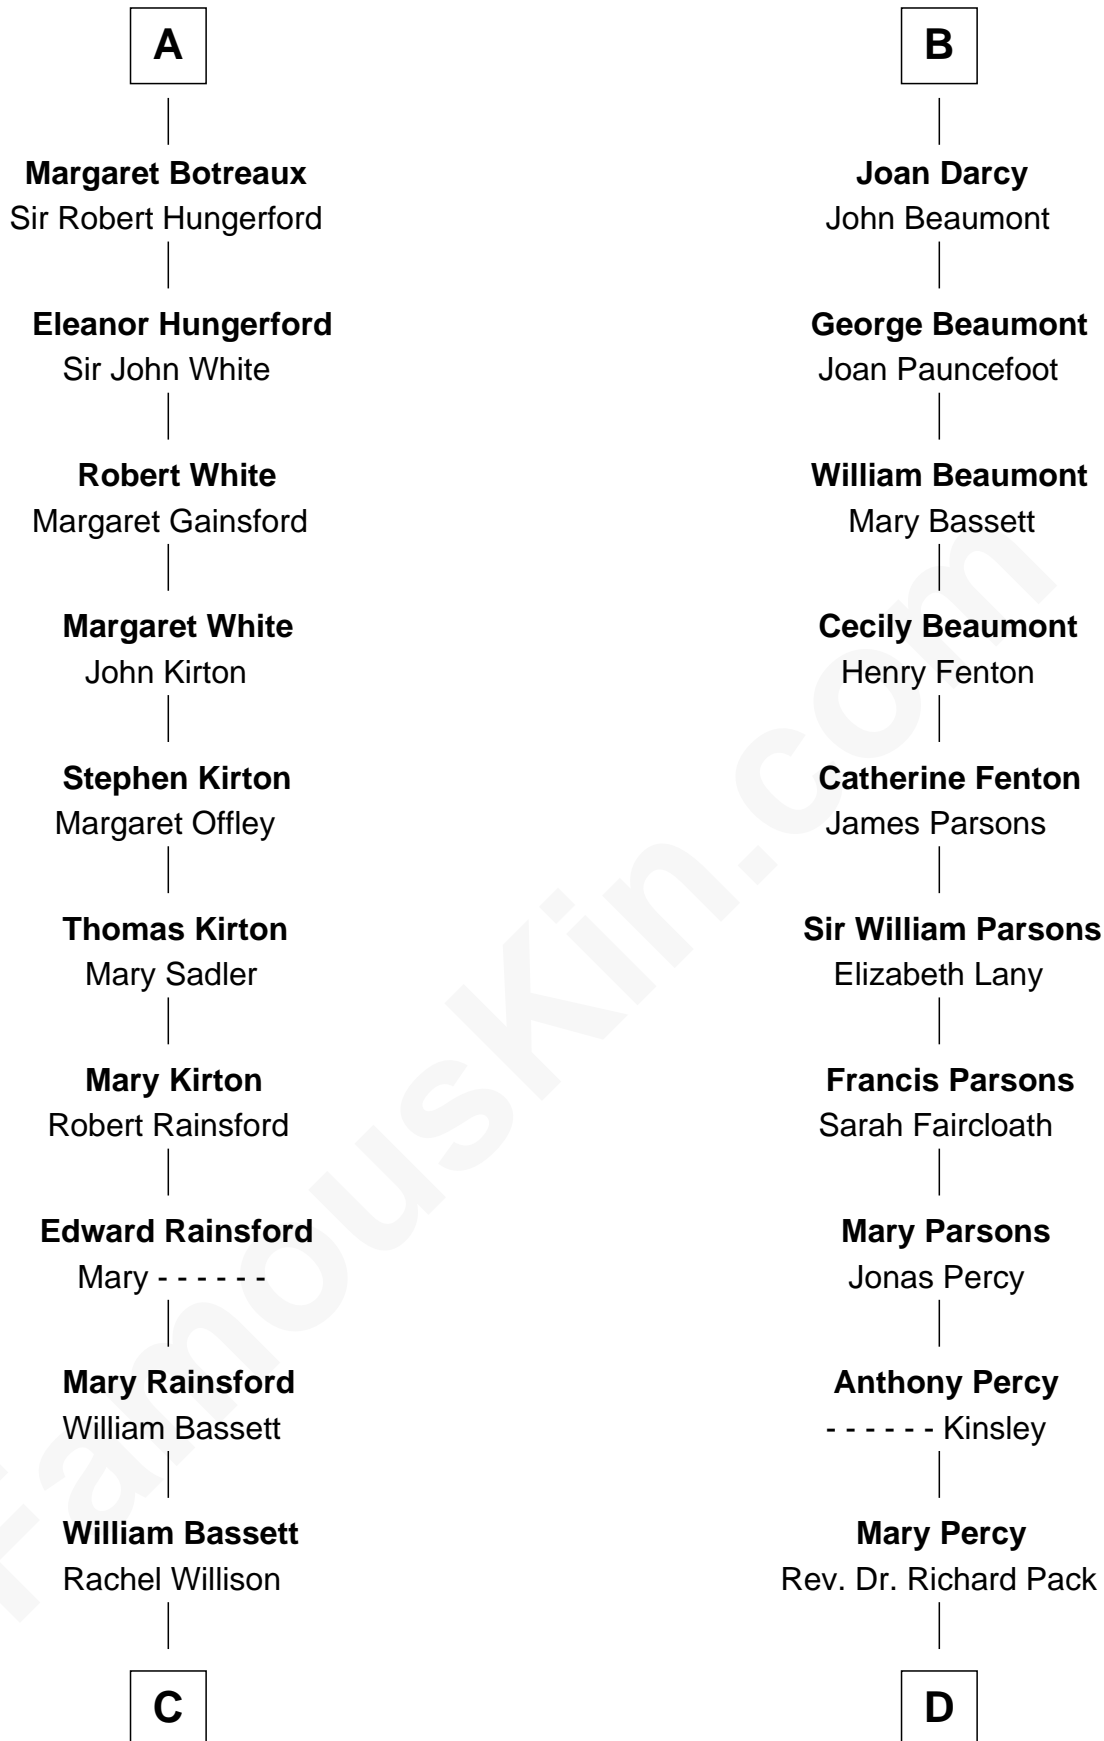 A
Margaret Botreaux
Sir Robert Hungerford
Eleanor Hungerford
Sir John White
Robert White
Margaret Gainsford
Margaret White
John Kirton
Stephen Kirton
Margaret Offley
Thomas Kirton
Mary Sadler
Mary Kirton
Robert Rainsford
Edward Rainsford
Mary - - - - - -
Mary Rainsford
William Bassett
William Bassett
Rachel Willison
C
B
Joan Darcy
John Beaumont
George Beaumont
Joan Pauncefoot
William Beaumont
Mary Bassett
Cecily Beaumont
Henry Fenton
Catherine Fenton
James Parsons
Sir William Parsons
Elizabeth Lany
Francis Parsons
Sarah Faircloath
Mary Parsons
Jonas Percy
Anthony Percy
- - - - - - Kinsley
Mary Percy
Rev. Dr. Richard Pack
D
FamousKin.com